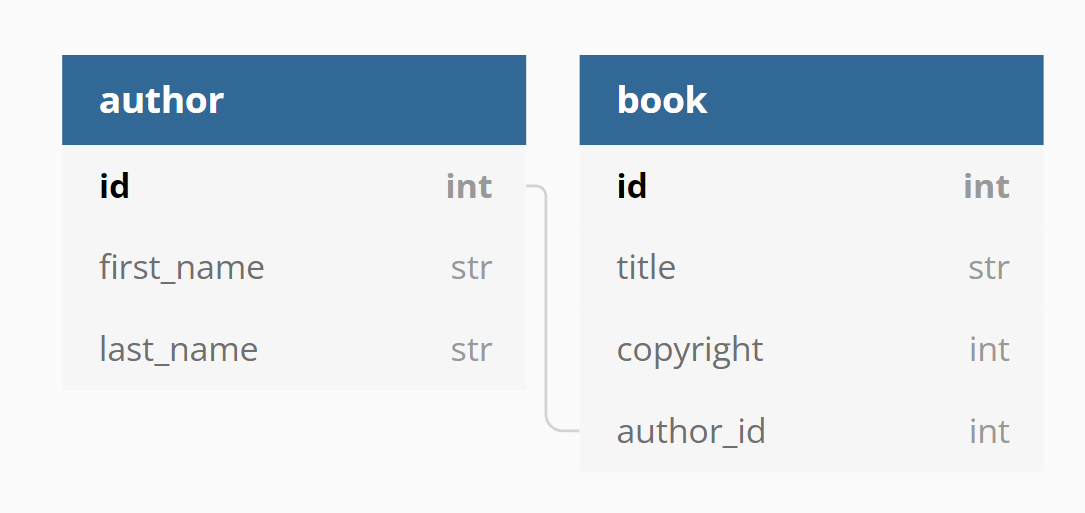 author
id int
first_name str
last_name str
book
id int
title str
copyright int
author_id int